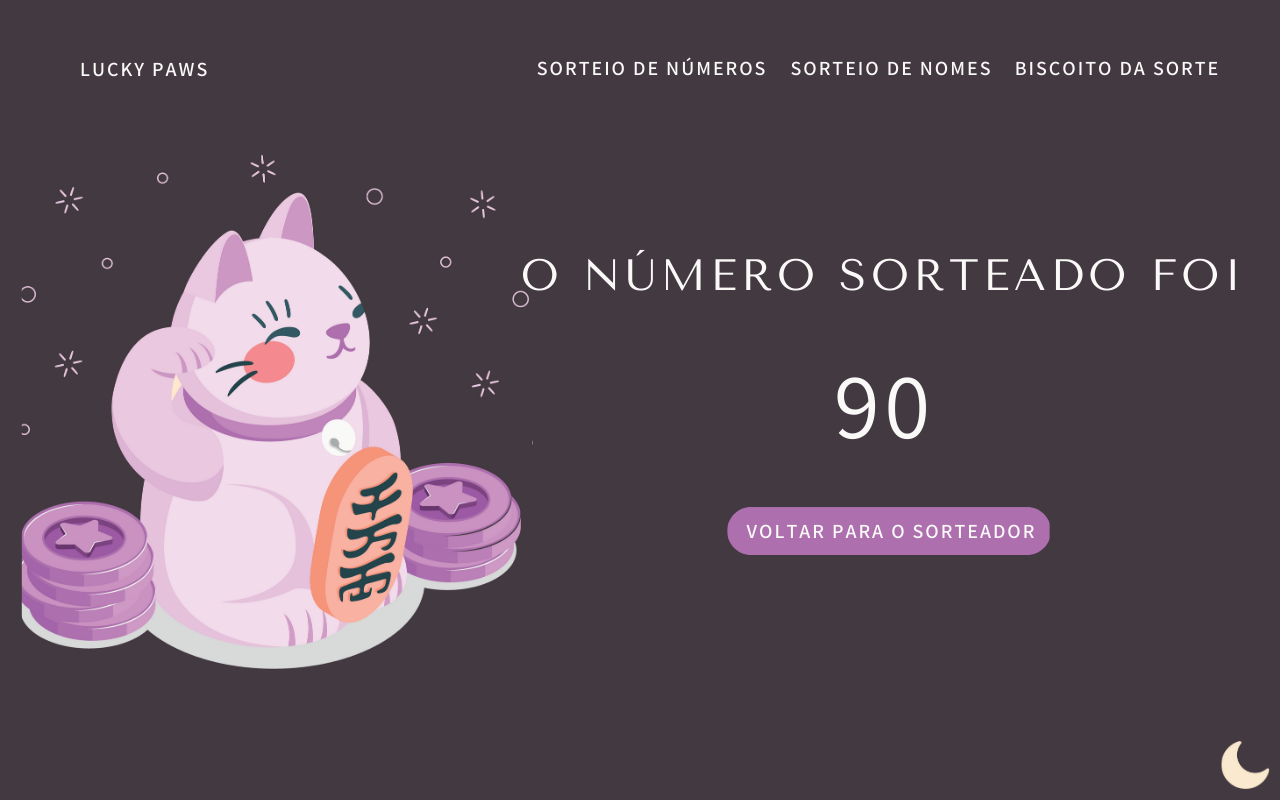 LUCKY PAWS
SORTEIO DE NÚMEROS SORTEIO DE NOMES BISCOITO DA SORTE
O NÚMERO SORTEADO FOI
90
VOLTAR PARA O SORTEADOR